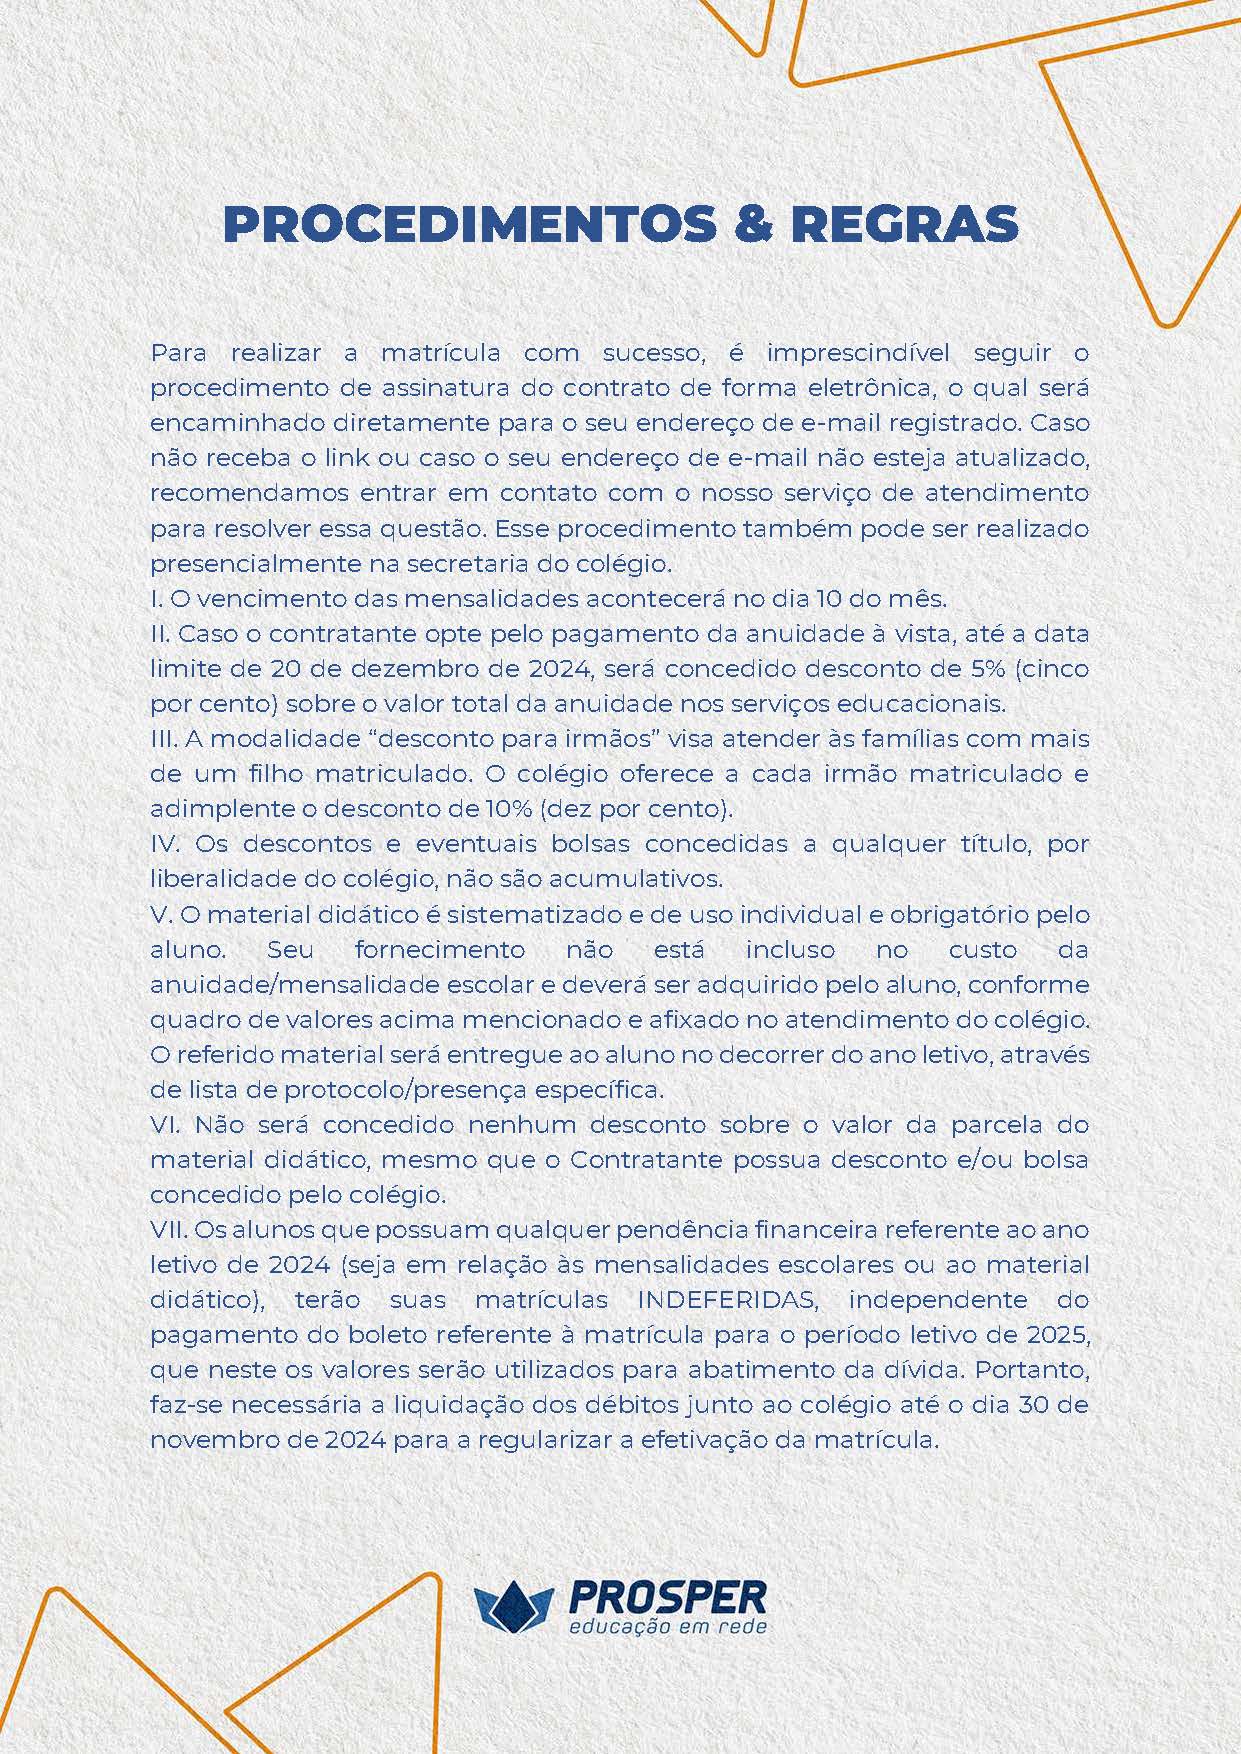 PROCEDIMENTOS & REGRAS
Para realizar a matrícula com sucesso, é imprescindível seguir o
procedimento de assinatura do contrato de forma eletrônica, o qual será
encaminhado diretamente para o seu endereço de e-mail registrado. Caso
não receba o link ou caso o seu endereço de e-mail não esteja atualizado,
recomendamos entrar em contato com o nosso serviço de atendimento
para resolver essa questão. Esse procedimento também pode ser realizado
presencialmente na secretaria do colégio.
I. O vencimento das mensalidades acontecerá no dia 10 do mês.
II. Caso o contratante opte pelo pagamento da anuidade à vista, até a data
limite de 20 de dezembro de 2024, será concedido desconto de 5% (cinco
por cento) sobre o valor total da anuidade nos serviços educacionais.
III. A modalidade “desconto para irmãos” visa atender às famílias com mais
de um filho matriculado. O colégio oferece a cada irmão matriculado e
adimplente o desconto de 10% (dez por cento).
IV. Os descontos e eventuais bolsas concedidas a qualquer título, por
liberalidade do colégio, não são acumulativos.
V. O material didático é sistematizado e de uso individual e obrigatório pelo
aluno. Seu fornecimento não está incluso no custo da
anuidade/mensalidade escolar e deverá ser adquirido pelo aluno, conforme
quadro de valores acima mencionado e afixado no atendimento do colégio.
O referido material será entregue ao aluno no decorrer do ano letivo, através
de lista de protocolo/presença específica.
VI. Não será concedido nenhum desconto sobre o valor da parcela do
material didático, mesmo que o Contratante possua desconto e/ou bolsa
concedido pelo colégio.
VII. Os alunos que possuam qualquer pendência financeira referente ao ano
letivo de 2024 (seja em relação às mensalidades escolares ou ao material
didático), terão suas matrículas INDEFERIDAS, independente do
pagamento do boleto referente à matrícula para o período letivo de 2025,
que neste os valores serão utilizados para abatimento da dívida. Portanto,
faz-se necessária a liquidação dos débitos junto ao colégio até o dia 30 de
novembro de 2024 para a regularizar a efetivação da matrícula.
PROSPER
educação em rede